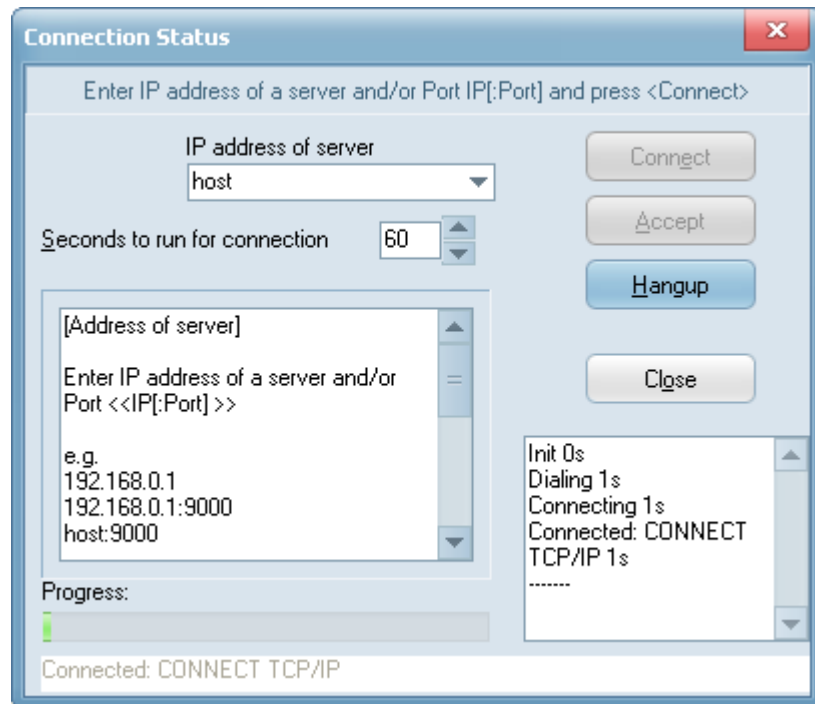 Connection Status
Enter IP address of a server and/or Port IP[:Port] and press <Connect>
IP address of server
host
Connect
Accept
Seconds to run for connection
60
Hangup
Close
[Address of server]
Enter IP address of a server and/or
Port <<IP[:Port] >>
e.g.
192.168.0.1
192.168.0.1:9000
host:9000
Init 0s
Dialing 1s
Connecting 1s
Connected: CONNECT
TCP/IP 1s
-------
Progress:
Connected: CONNECT TCP/IP